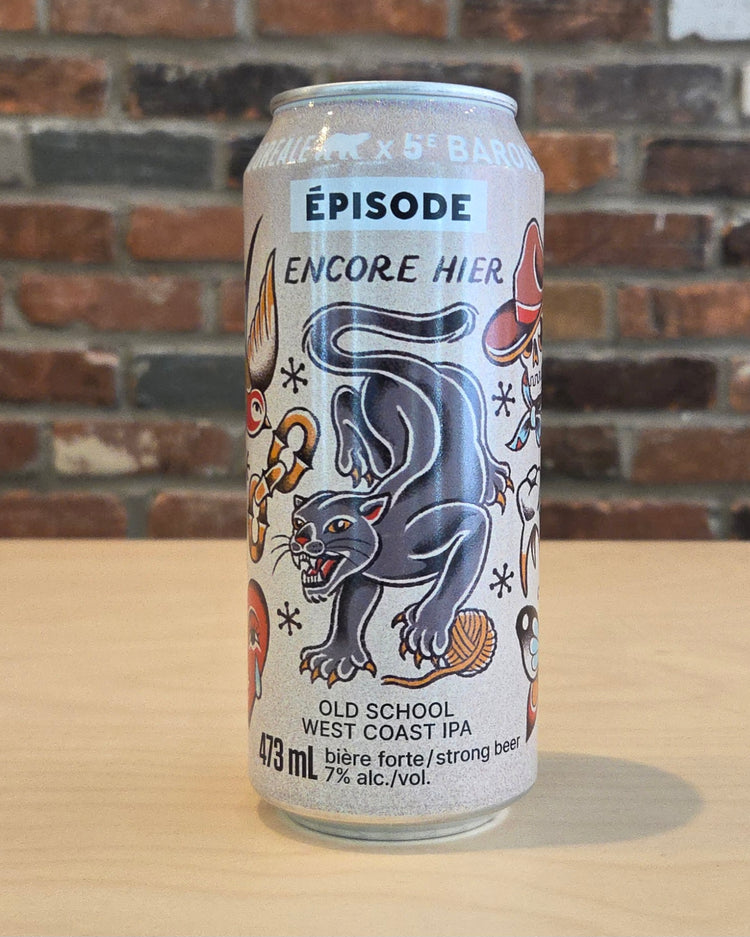 x 5E BARON
ÉPISODE
ENCORE HIER
OLD SCHOOL
WEST COAST IPA
473 mL
bière forte/strong beer
7% alc./vol.